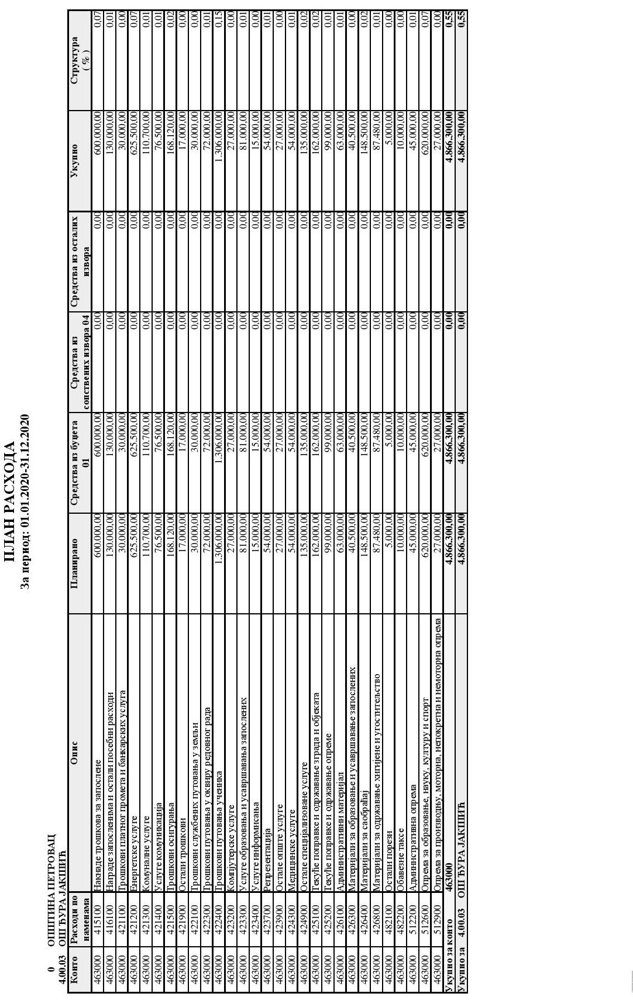 ПЛАН РАСХОДА
За период: 01.01.2020-31.12.2020
0 ОПШТИНА ПЕТРОВАЦ
4.00.03 ОШ ЂУРА ЈАКШИЋ
Конто Расходи по наменама Опис Планирано Средства из буџета 01 Средства из сопствених извора 04 Средства из осталих извора Укупно Структура ( % )
463000 415100 Накнаде трошкова за запослене 600.000,00 600.000,00 0,00 0,00 600.000,00 0,07
463000 416100 Награде запосленима и остали посебни расходи 130.000,00 130.000,00 0,00 0,00 130.000,00 0,01
463000 421100 Трошкови платног промета и банкарских услуга 30.000,00 30.000,00 0,00 0,00 30.000,00 0,00
463000 421200 Енергетске услуге 625.500,00 625.500,00 0,00 0,00 625.500,00 0,07
463000 421300 Комуналне услуге 110.700,00 110.700,00 0,00 0,00 110.700,00 0,01
463000 421400 Услуге комуникација 76.500,00 76.500,00 0,00 0,00 76.500,00 0,01
463000 421500 Трошкови осигурања 168.120,00 168.120,00 0,00 0,00 168.120,00 0,02
463000 421900 Остали трошкови 17.000,00 17.000,00 0,00 0,00 17.000,00 0,00
463000 422100 Трошкови службених путовања у земљи 30.000,00 30.000,00 0,00 0,00 30.000,00 0,00
463000 422300 Трошкови путовања у оквиру редовног рада 72.000,00 72.000,00 0,00 0,00 72.000,00 0,01
463000 422400 Трошкови путовања ученика 1.306.000,00 1.306.000,00 0,00 0,00 1.306.000,00 0,15
463000 423200 Компјутерске услуге 27.000,00 27.000,00 0,00 0,00 27.000,00 0,00
463000 423300 Услуге образовања и усавршавања запослених 81.000,00 81.000,00 0,00 0,00 81.000,00 0,01
463000 423400 Услуге информисања 15.000,00 15.000,00 0,00 0,00 15.000,00 0,00
463000 423700 Репрезентација 54.000,00 54.000,00 0,00 0,00 54.000,00 0,01
463000 423900 Остале опште услуге 27.000,00 27.000,00 0,00 0,00 27.000,00 0,00
463000 424300 Медицинске услуге 54.000,00 54.000,00 0,00 0,00 54.000,00 0,01
463000 424900 Остале специјализоване услуге 135.000,00 135.000,00 0,00 0,00 135.000,00 0,02
463000 425100 Текуће поправке и одржавање зграда и објеката 162.000,00 162.000,00 0,00 0,00 162.000,00 0,02
463000 425200 Текуће поправке и одржавање опреме 99.000,00 99.000,00 0,00 0,00 99.000,00 0,01
463000 426100 Административни материјал 63.000,00 63.000,00 0,00 0,00 63.000,00 0,01
463000 426300 Материјали за образовање и усавршавање запослених 40.500,00 40.500,00 0,00 0,00 40.500,00 0,00
463000 426400 Материјали за саобраћај 148.500,00 148.500,00 0,00 0,00 148.500,00 0,02
463000 426800 Материјали за одржавање хигијене и угоститељство 87.480,00 87.480,00 0,00 0,00 87.480,00 0,01
463000 482100 Остали порези 5.000,00 5.000,00 0,00 0,00 5.000,00 0,00
463000 482200 Обавезне таксе 10.000,00 10.000,00 0,00 0,00 10.000,00 0,00
463000 512200 Административна опрема 45.000,00 45.000,00 0,00 0,00 45.000,00 0,01
463000 512600 Опрема за образовање, науку, културу и спорт 620.000,00 620.000,00 0,00 0,00 620.000,00 0,07
463000 512900 Опрема за производњу, моторна, непокретна и немоторна опрема 27.000,00 27.000,00 0,00 0,00 27.000,00 0,00
Укупно за конто 463000 4.866.300,00 4.866.300,00 0,00 0,00 4.866.300,00 0,55
Укупно за 4.00.03 ОШ ЂУРА ЈАКШИЋ 4.866.300,00 4.866.300,00 0,00 0,00 4.866.300,00 0,55